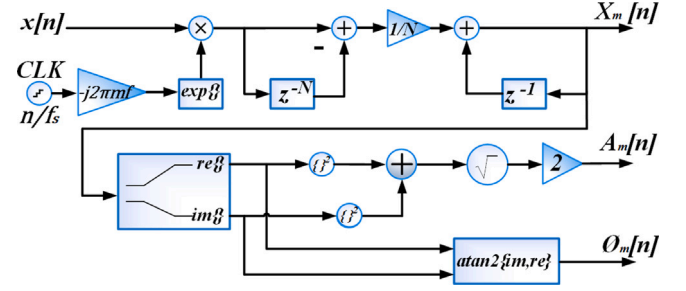 x[n]
×
-
+
1/N
+
Xₘ[n]
CLK
-j2πmf
exp{}
z⁻ᴺ
z⁻¹
n/fₛ
re{}
{}²
+
√
2
Aₘ[n]
im{}
{}²
atan2{im,re}
Øₘ[n]